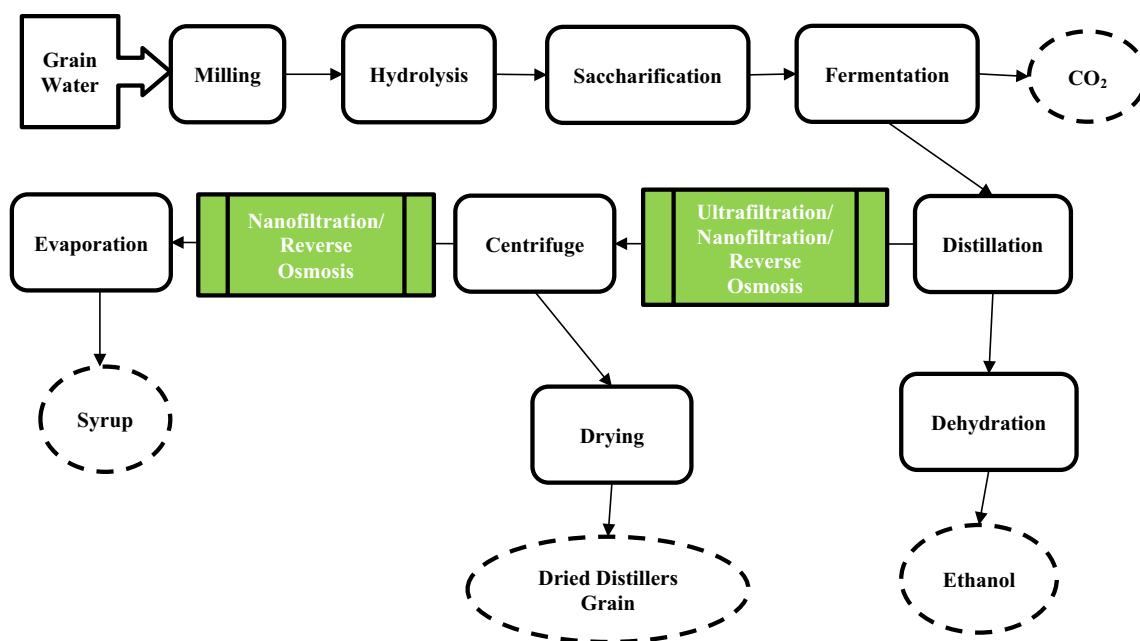 Grain
Water
Milling
Hydrolysis
Saccharification
Fermentation
CO₂
Evaporation
Nanofiltration/
Reverse
Osmosis
Centrifuge
Ultrafiltration/
Nanofiltration/
Reverse
Osmosis
Distillation
Syrup
Drying
Dehydration
Dried Distillers
Grain
Ethanol